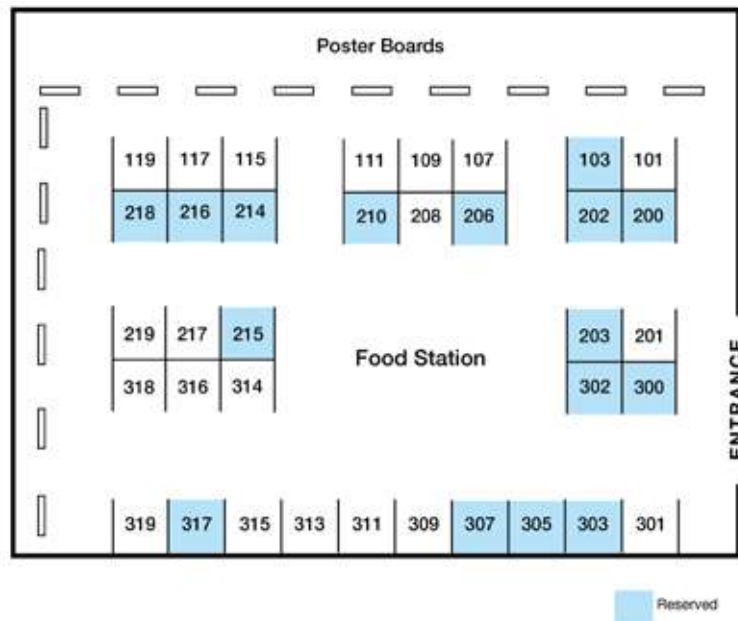 Poster Boards
119 117 115 111 109 107 103 101
218 216 214 210 208 206 202 200
219 217 215 203 201
Food Station
318 316 314 302 300
ENTRANCE
319 317 315 313 311 309 307 305 303 301
Reserved